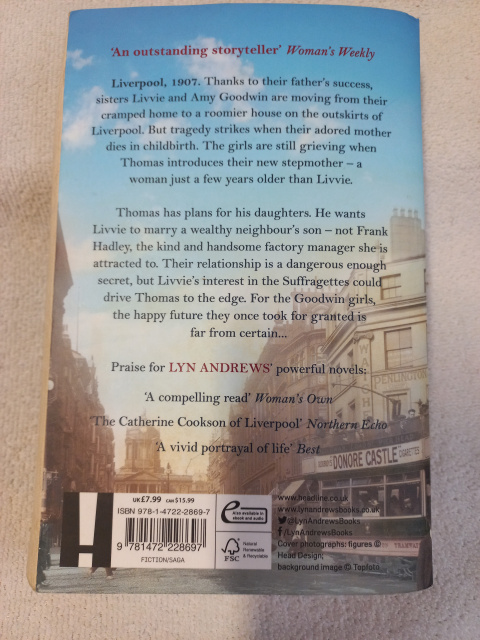 'An outstanding storyteller' Woman's Weekly
Liverpool, 1907. Thanks to their father's success,
sisters Livvie and Amy Goodwin are moving from their
cramped home to a roomier house on the outskirts of
Liverpool. But tragedy strikes when their adored mother
dies in childbirth. The girls are still grieving when
Thomas introduces their new stepmother – a
woman just a few years older than Livvie.
Thomas has plans for his daughters. He wants
Livvie to marry a wealthy neighbour's son – not Frank
Hadley, the kind and handsome factory manager she is
attracted to. Their relationship is a dangerous enough
secret, but Livvie's interest in the Suffragettes could
drive Thomas to the edge. For the Goodwin girls,
the happy future they once took for granted is
far from certain...
Praise for LYN ANDREWS' powerful novels:
'A compelling read' Woman's Own
'The Catherine Cookson of Liverpool' Northern Echo
'A vivid portrayal of life' Best
DONORE CASTLE
CIGARETTES
H
UK £7.99 CAN $15.99
ISBN 978-1-4722-2869-7
9 781472 228697
FICTION/SAGA
e
Also available in
ebook and audio
FSC
Natural
Renewable
& Recyclable
www.headline.co.uk
www.lynandrewsbooks.co.uk
@LynAndrewsBooks
/LynAndrewsBooks
Cover photographs: figures ©
Head Design;
background image © Topfoto